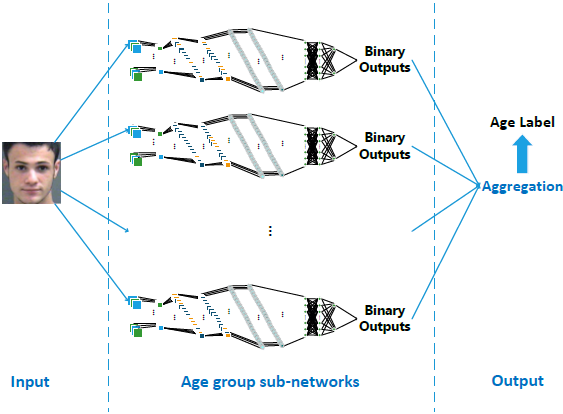 Binary
Outputs
Binary
Outputs
Age Label
Aggregation
...
Binary
Outputs
Input
Age group sub-networks
Output